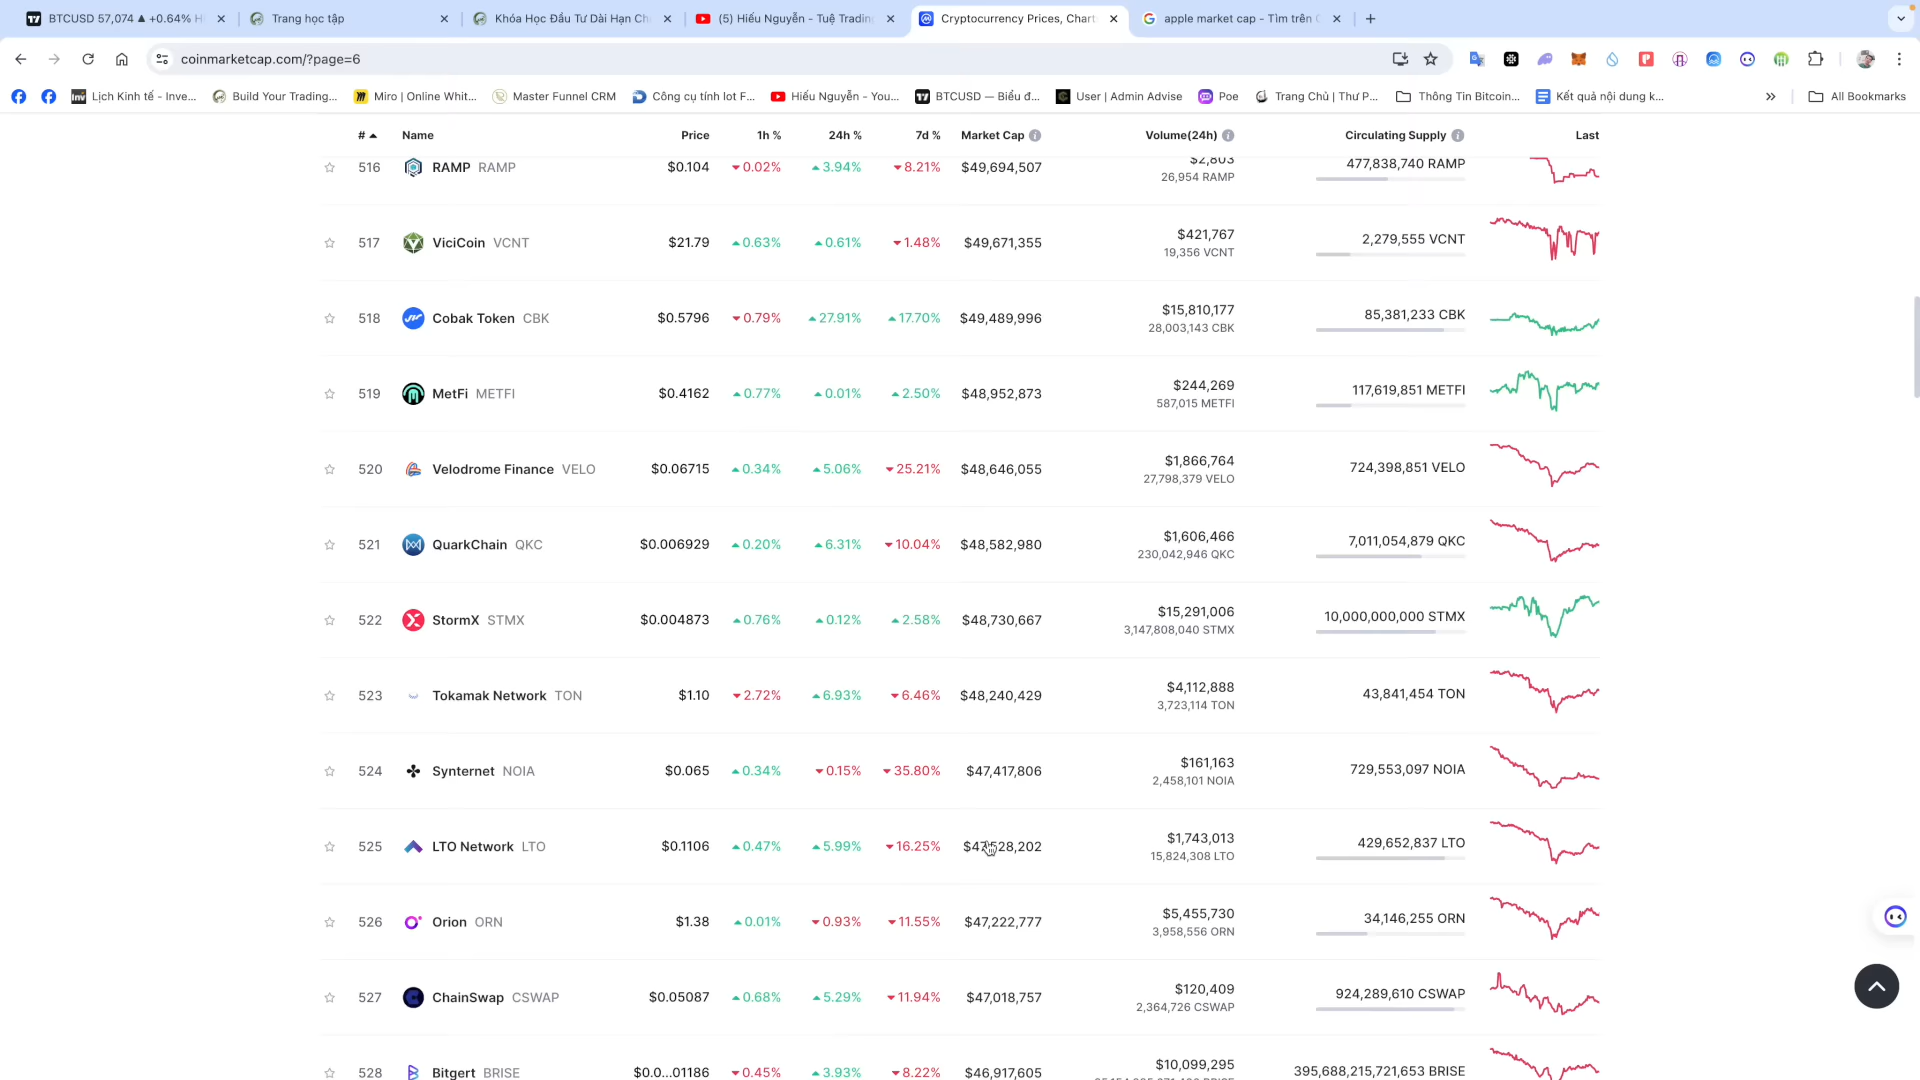 BTCUSD 57,074 ▲ +0.64% H
Trang học tập
Khóa Học Đầu Tư Dài Hạn Ch
(5) Hiếu Nguyễn - Tuệ Trading
Cryptocurrency Prices, Chart
apple market cap - Tìm trên G
coinmarketcap.com/?page=6
Lịch Kinh tế - Inve...
Build Your Trading...
Miro | Online Whit...
Master Funnel CRM
Công cụ tính lot F...
Hiếu Nguyễn - You...
BTCUSD — Biểu đ...
User | Admin Advise
Poe
Trang Chủ | Thư P...
Thông Tin Bitcoin...
Kết quả nội dung k...
All Bookmarks
# Name Price 1h % 24h % 7d % Market Cap Volume(24h) Circulating Supply Last
516 RAMP RAMP $0.104 0.02% 3.94% 8.21% $49,694,507 $2,803 477,838,740 RAMP
26,954 RAMP
517 ViciCoin VCNT $21.79 0.63% 0.61% 1.48% $49,671,355 $421,767 2,279,555 VCNT
19,356 VCNT
518 Cobak Token CBK $0.5796 0.79% 27.91% 17.70% $49,489,996 $15,810,177 85,381,233 CBK
28,003,143 CBK
519 MetFi METFI $0.4162 0.77% 0.01% 2.50% $48,952,873 $244,269 117,619,851 METFI
587,015 METFI
520 Velodrome Finance VELO $0.06715 0.34% 5.06% 25.21% $48,646,055 $1,866,764 724,398,851 VELO
27,798,379 VELO
521 QuarkChain QKC $0.006929 0.20% 6.31% 10.04% $48,582,980 $1,606,466 7,011,054,879 QKC
230,042,946 QKC
522 StormX STMX $0.004873 0.76% 0.12% 2.58% $48,730,667 $15,291,006 10,000,000,000 STMX
3,147,808,040 STMX
523 Tokamak Network TON $1.10 2.72% 6.93% 6.46% $48,240,429 $4,112,888 43,841,454 TON
3,723,114 TON
524 Synternet NOIA $0.065 0.34% 0.15% 35.80% $47,417,806 $161,163 729,553,097 NOIA
2,458,101 NOIA
525 LTO Network LTO $0.1106 0.47% 5.99% 16.25% $1,743,013 429,652,837 LTO
15,824,308 LTO
526 Orion ORN $1.38 0.01% 0.93% 11.55% $47,222,777 $5,455,730 34,146,255 ORN
3,958,556 ORN
527 ChainSwap CSWAP $0.05087 0.68% 5.29% 11.94% $47,018,757 $120,409 924,289,610 CSWAP
2,364,726 CSWAP
528 Bitgert BRISE $0.0...01186 0.45% 3.93% 8.22% $46,917,605 $10,099,295 395,688,215,721,653 BRISE